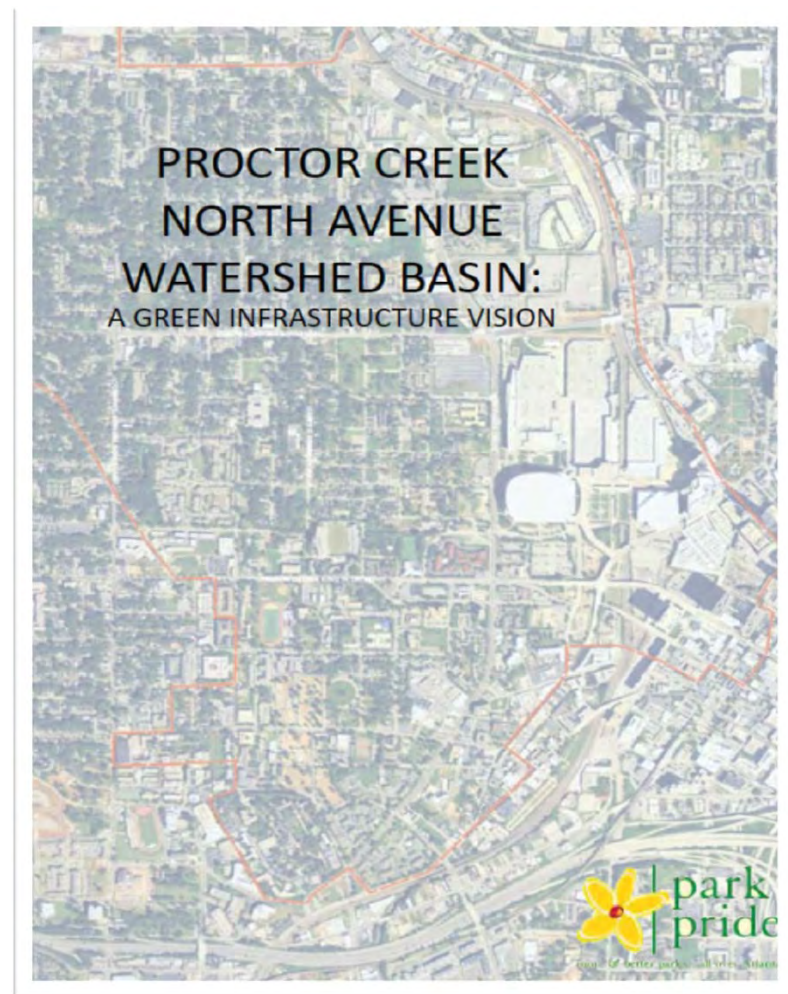 PROCTOR CREEK
NORTH AVENUE
WATERSHED BASIN:
A GREEN INFRASTRUCTURE VISION
park
pride